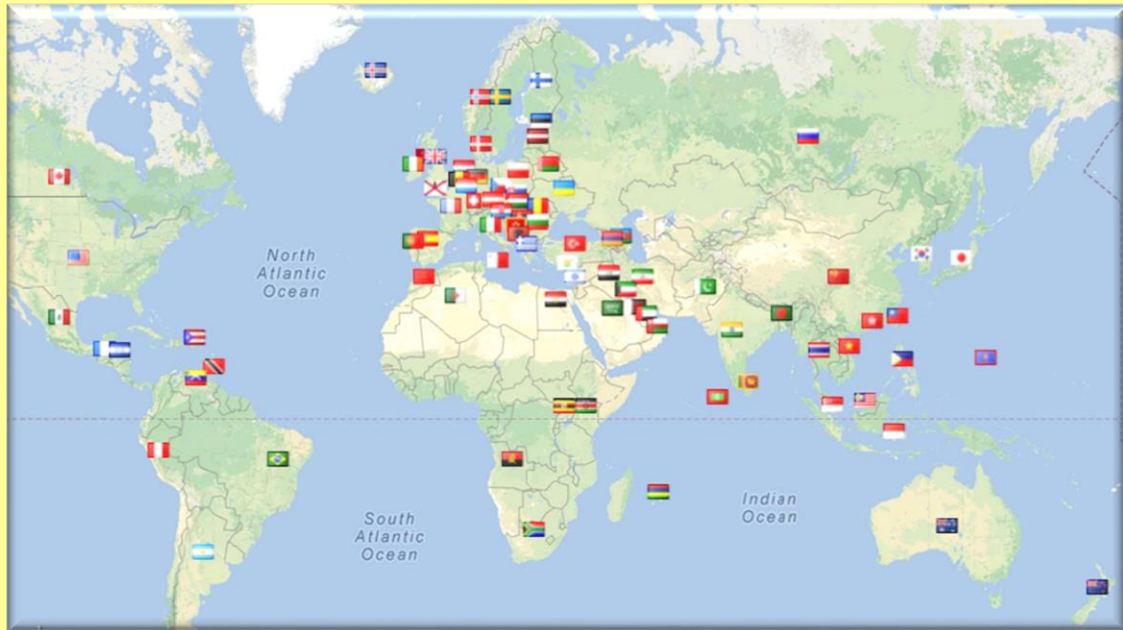 North
Atlantic
Ocean
South
Atlantic
Ocean
Indian
Ocean